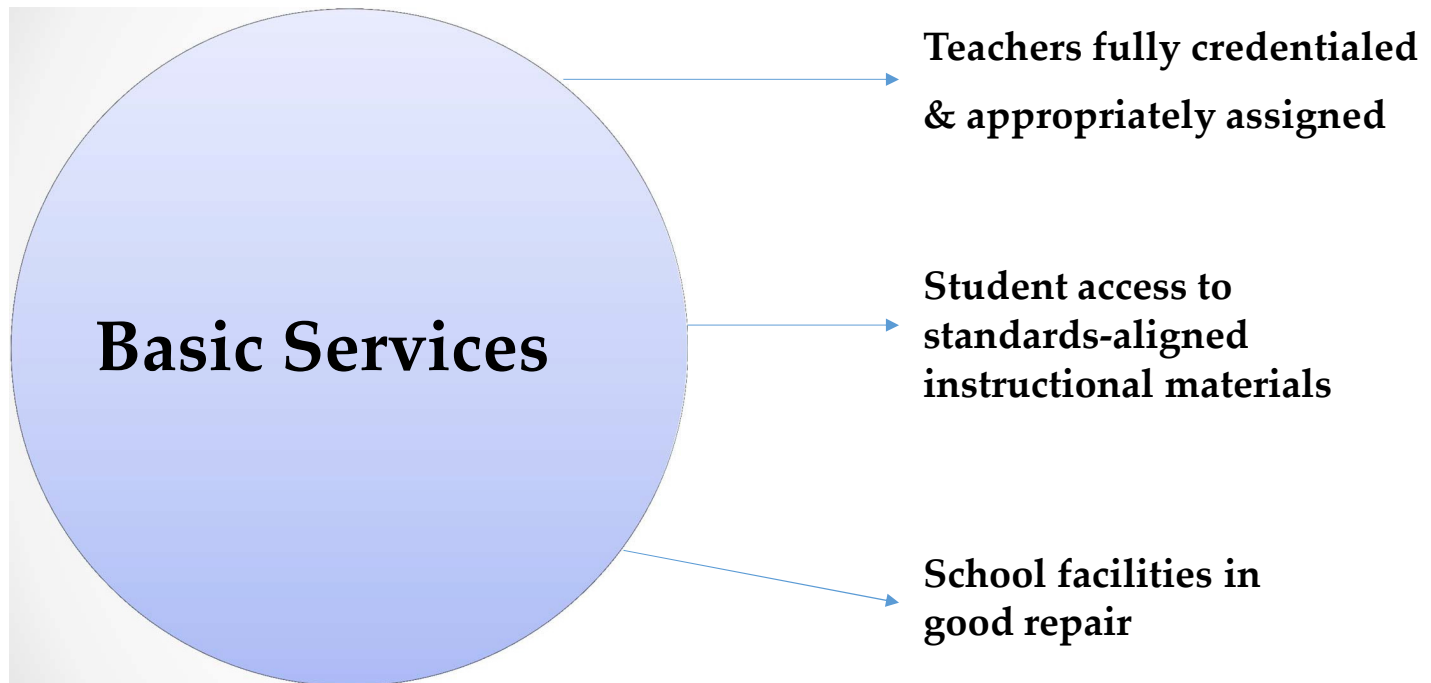 Basic Services
Teachers fully credentialed
& appropriately assigned
Student access to
standards-aligned
instructional materials
School facilities in
good repair